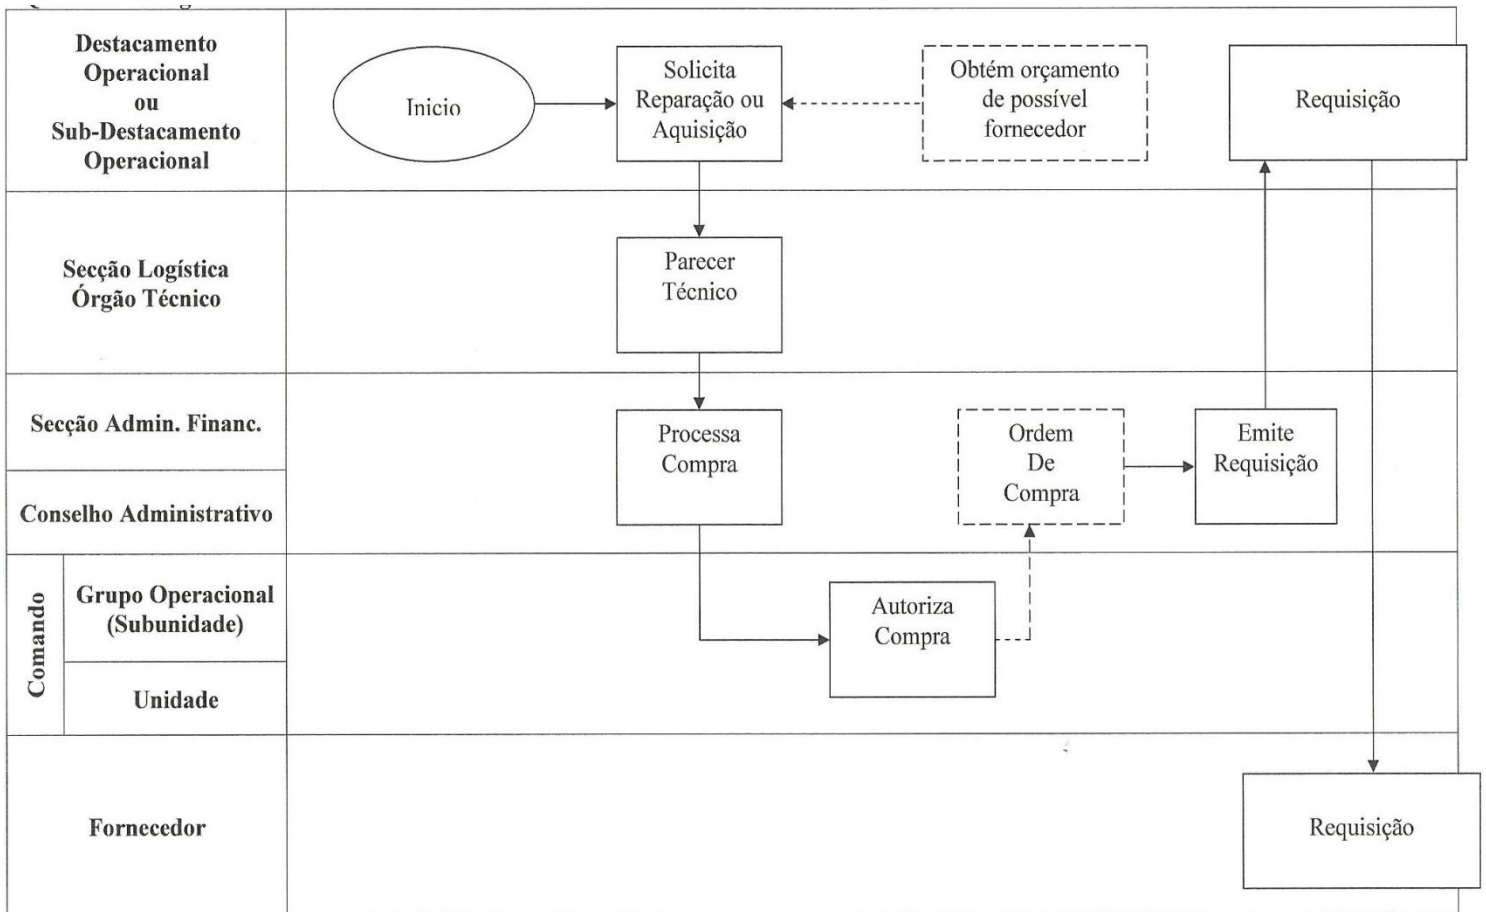 Destacamento
Operacional
ou
Sub-Destacamento
Operacional
Inicio
Solicita
Reparação ou
Aquisição
Obtém orçamento
de possível
fornecedor
Requisição
Secção Logística
Órgão Técnico
Parecer
Técnico
Secção Admin. Financ.
Conselho Administrativo
Processa
Compra
Ordem
De
Compra
Emite
Requisição
Comando
Grupo Operacional
(Subunidade)
Unidade
Autoriza
Compra
Fornecedor
Requisição